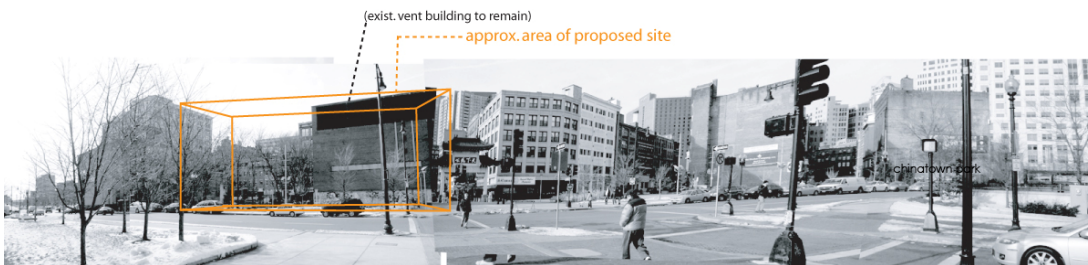 (exist. vent building to remain)
approx. area of proposed site
chinatown park